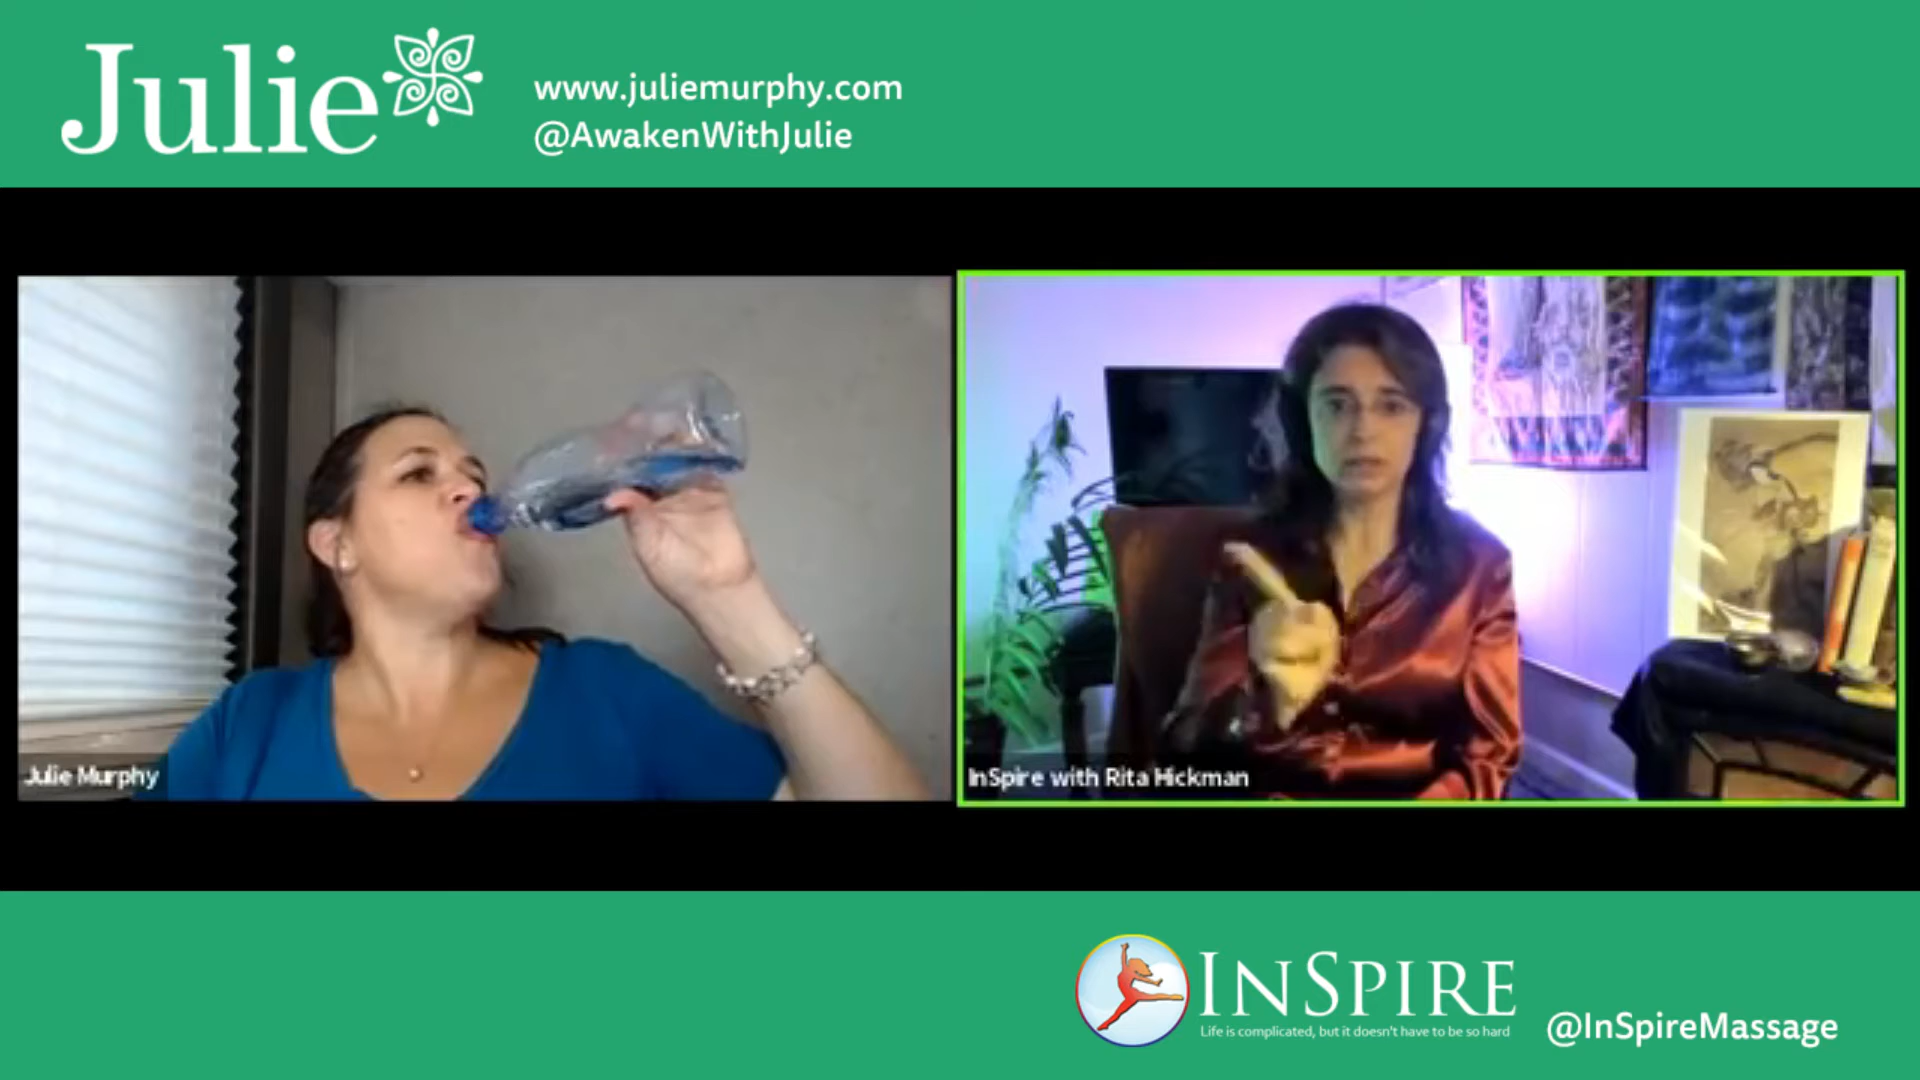 Julie
www.juliemurphy.com
@AwakenWithJulie
Julie Murphy
InSpire with Rita Hickman
INSPIRE
Life is complicated, but it doesn't have to be so hard
@InSpireMassage